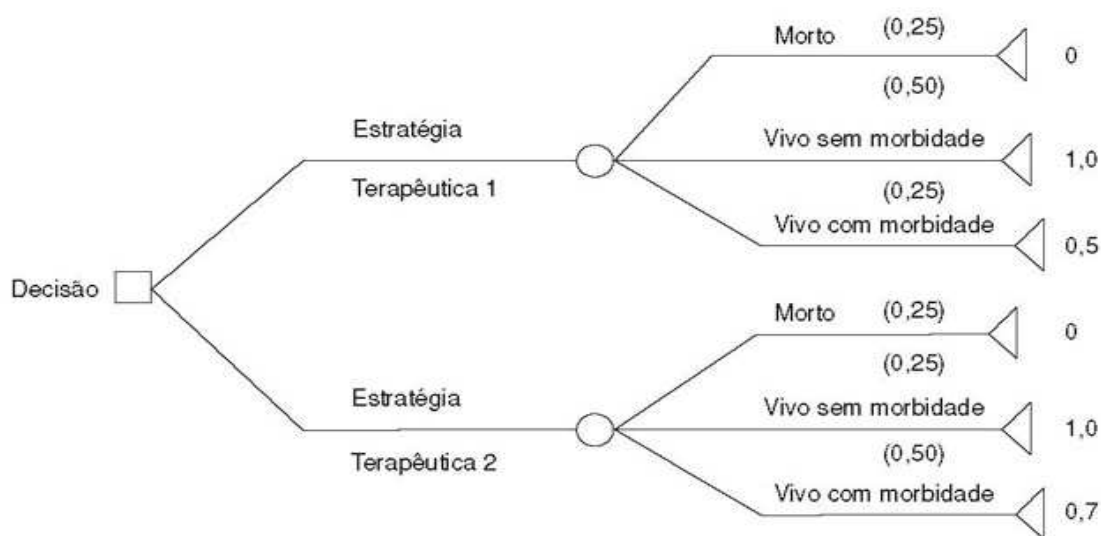 Morto (0,25) 0
(0,50)
Estratégia Vivo sem morbidade 1,0
Terapêutica 1 (0,25)
Vivo com morbidade 0,5
Decisão
Morto (0,25) 0
(0,25)
Estratégia Vivo sem morbidade 1,0
Terapêutica 2 (0,50)
Vivo com morbidade 0,7